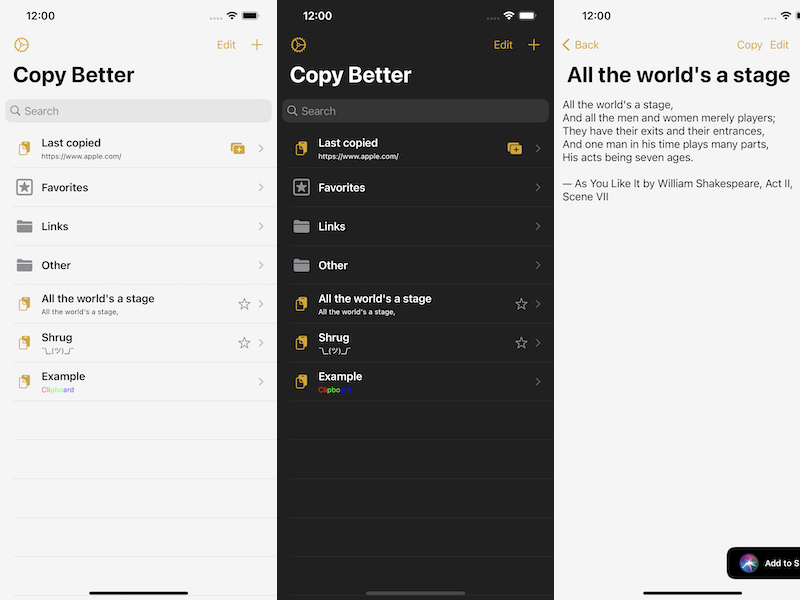 12:00
Edit
Copy Better
Search
Last copied
https://www.apple.com/
Favorites
Links
Other
All the world's a stage
All the world's a stage,
Shrug
¯\_(ツ)_/¯
Example
Clipboard
12:00
Edit
Copy Better
Search
Last copied
https://www.apple.com/
Favorites
Links
Other
All the world's a stage
All the world's a stage,
Shrug
¯\_(ツ)_/¯
Example
Clipboard
12:00
Back
Copy Edit
All the world's a stage
All the world's a stage,
And all the men and women merely players;
They have their exits and their entrances,
And one man in his time plays many parts,
His acts being seven ages.
— As You Like It by William Shakespeare, Act II,
Scene VII
Add to S